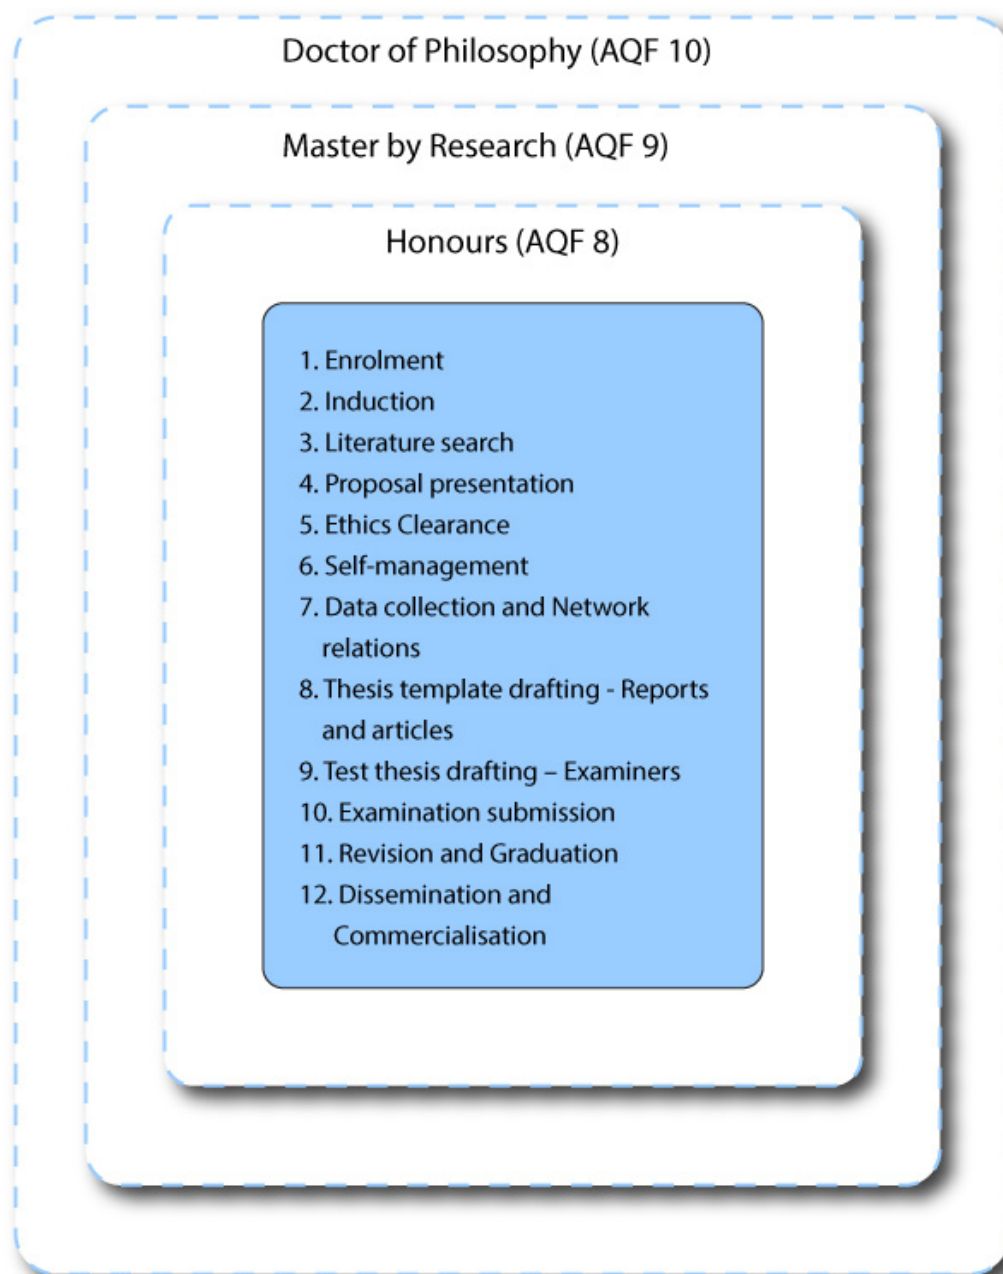 Doctor of Philosophy (AQF 10)
Master by Research (AQF 9)
Honours (AQF 8)
1. Enrolment
2. Induction
3. Literature search
4. Proposal presentation
5. Ethics Clearance
6. Self-management
7. Data collection and Network
relations
8. Thesis template drafting - Reports
and articles
9. Test thesis drafting – Examiners
10. Examination submission
11. Revision and Graduation
12. Dissemination and
Commercialisation